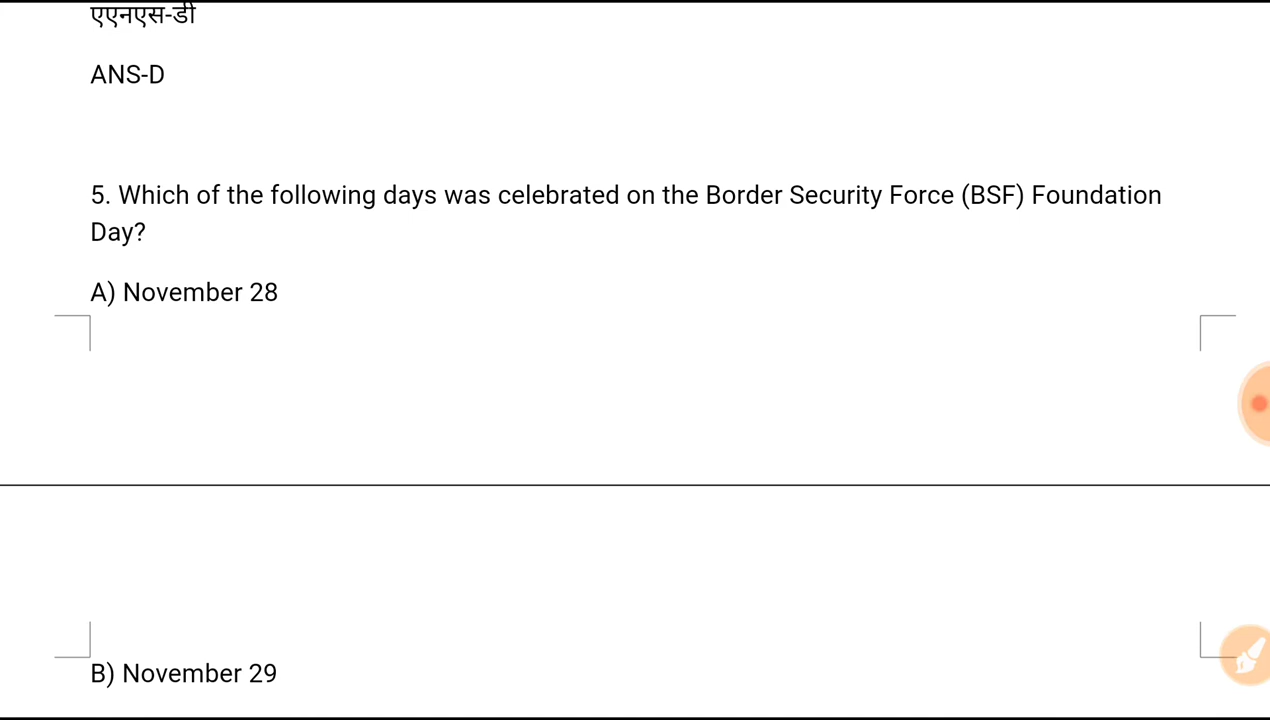 एएनएस-डी
ANS-D
5. Which of the following days was celebrated on the Border Security Force (BSF) Foundation
Day?
A) November 28
B) November 29